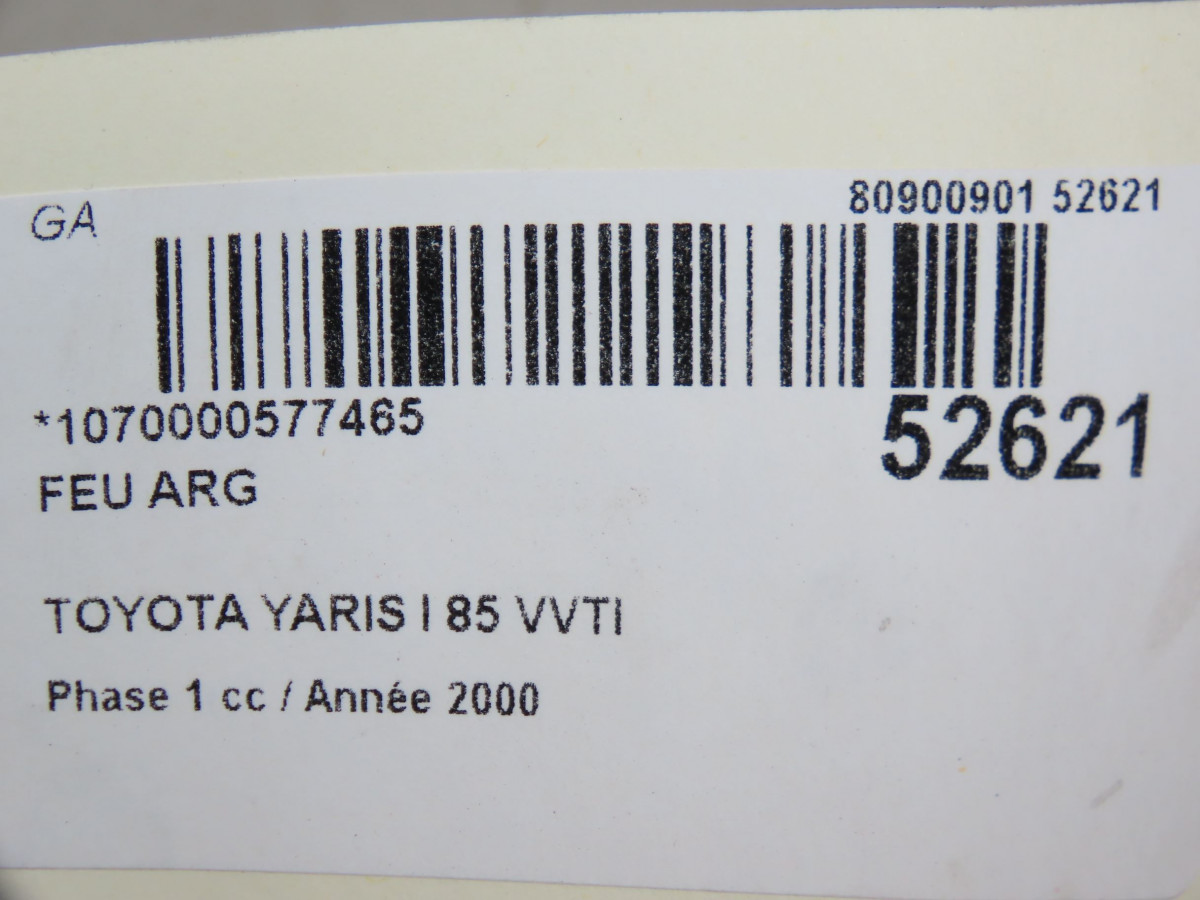 GA
80900901 52621
*1070000577465
52621
FEU ARG
TOYOTA YARIS I 85 VVTI
Phase 1 cc / Année 2000